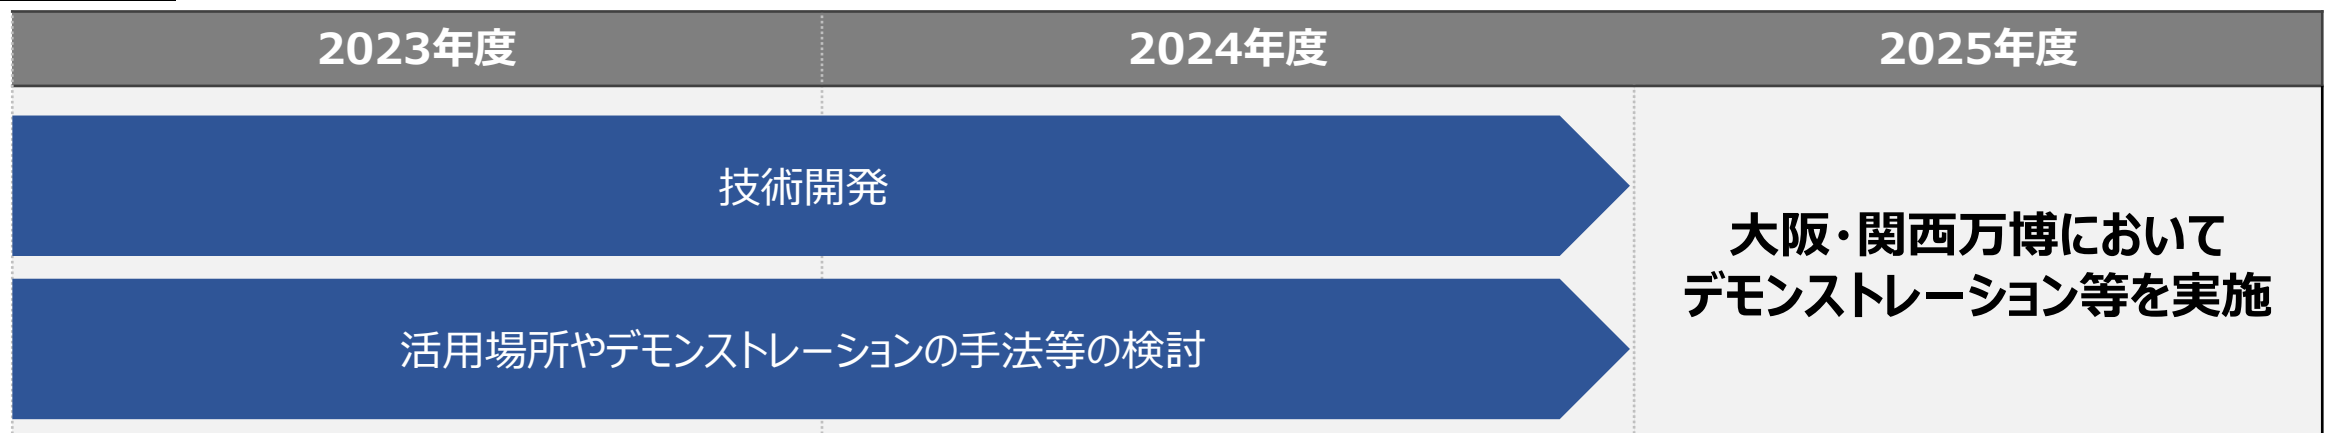 2023年度
2024年度
2025年度
技術開発
活用場所やデモンストレーションの手法等の検討
大阪・関西万博において
デモンストレーション等を実施